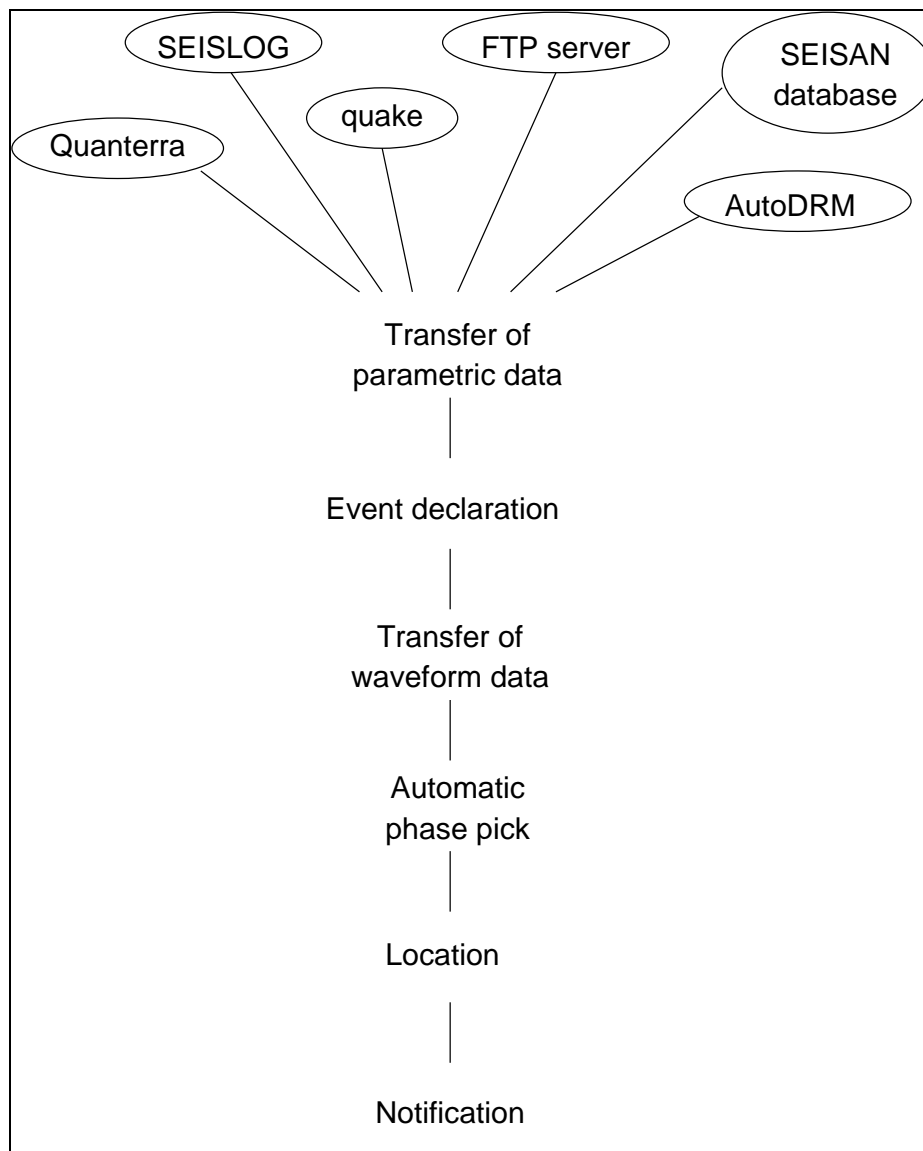 SEISLOG
FTP server
SEISAN
database
quake
Quanterra
AutoDRM
Transfer of
parametric data
Event declaration
Transfer of
waveform data
Automatic
phase pick
Location
Notification